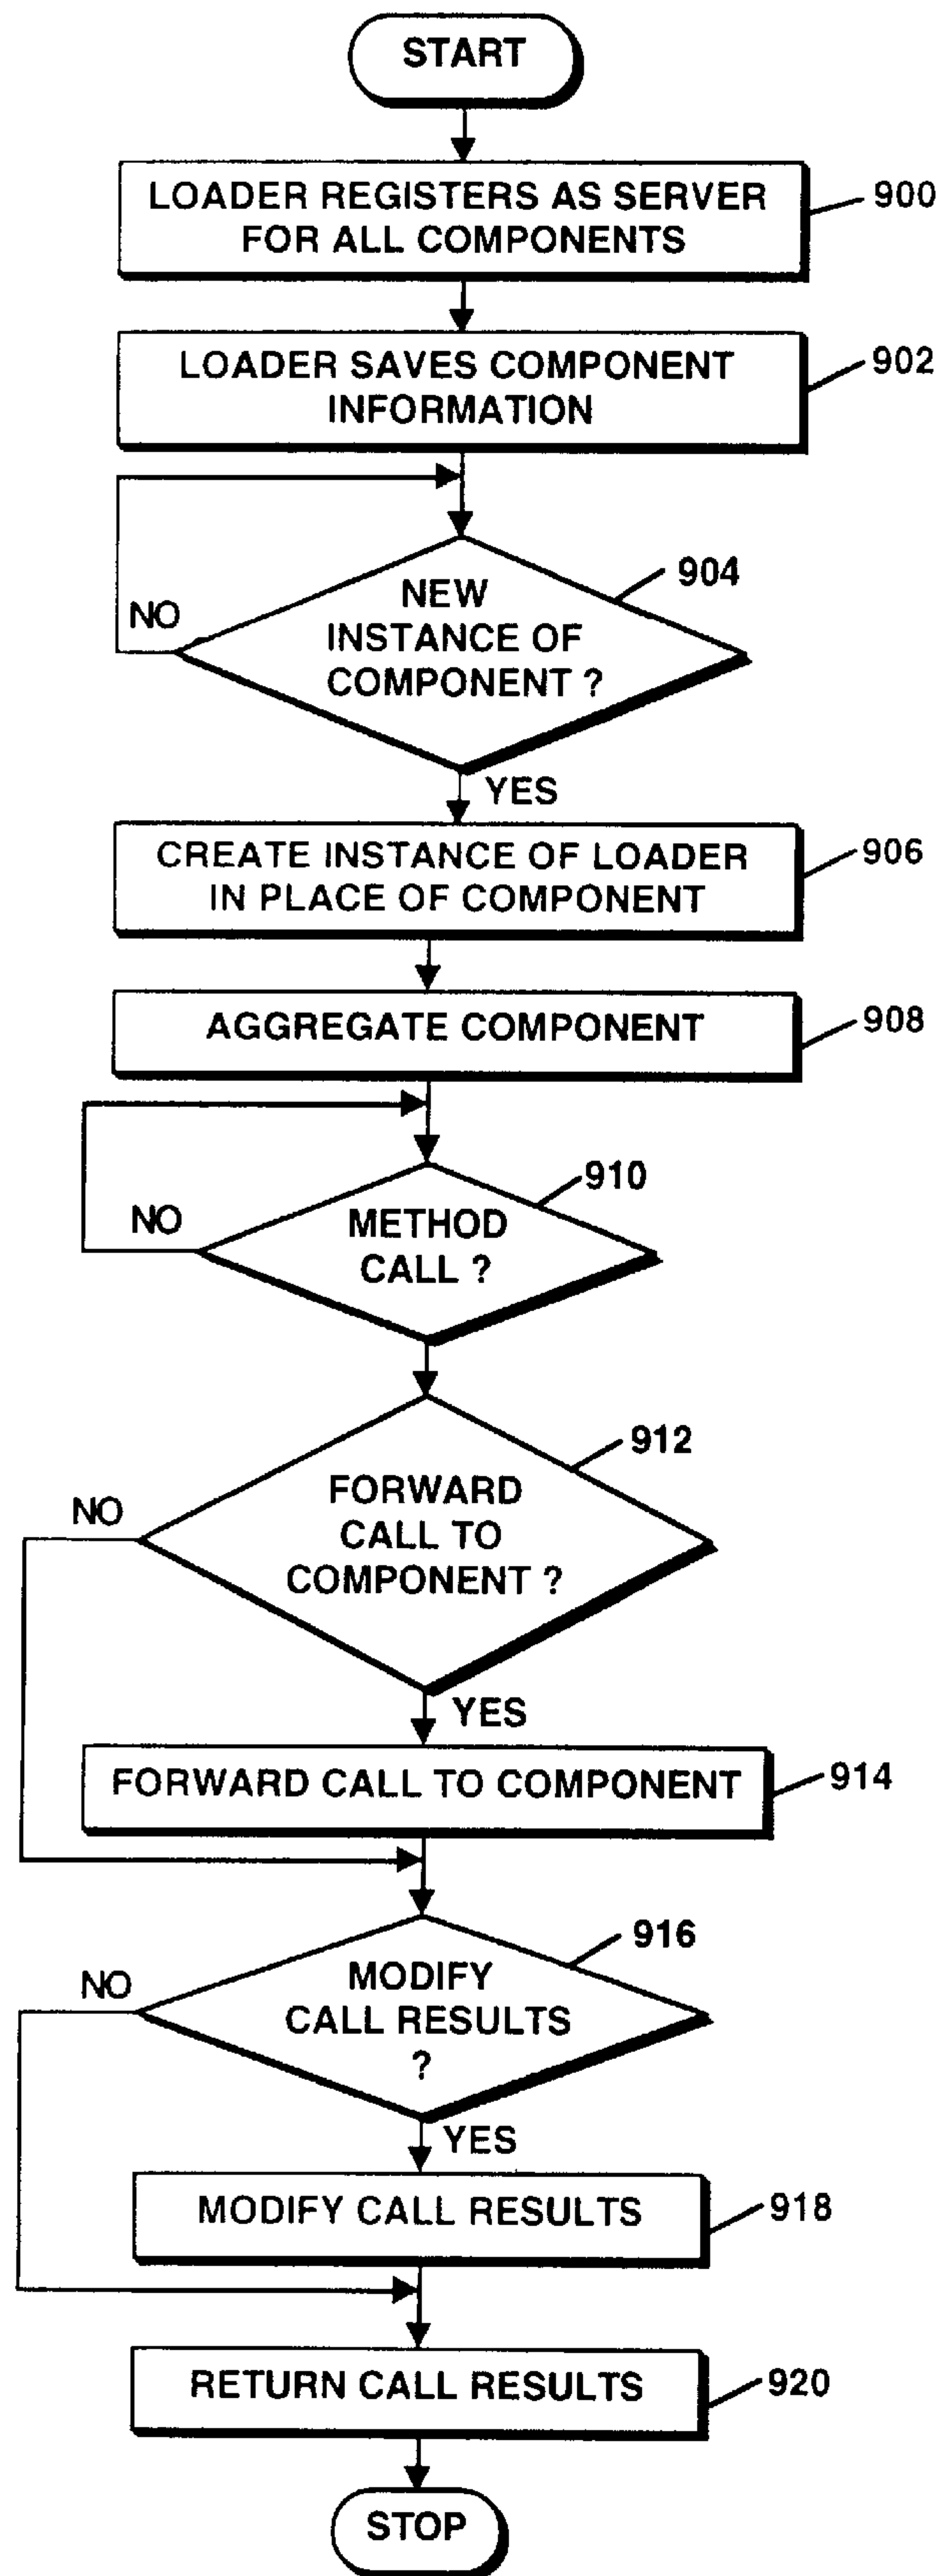 START
LOADER REGISTERS AS SERVER
FOR ALL COMPONENTS
900
LOADER SAVES COMPONENT
INFORMATION
902
904
NEW
INSTANCE OF
COMPONENT ?
NO
YES
CREATE INSTANCE OF LOADER
IN PLACE OF COMPONENT
906
AGGREGATE COMPONENT
908
910
METHOD
CALL ?
NO
912
FORWARD
CALL TO
COMPONENT ?
NO
YES
FORWARD CALL TO COMPONENT
914
916
MODIFY
CALL RESULTS
?
NO
YES
MODIFY CALL RESULTS
918
RETURN CALL RESULTS
920
STOP